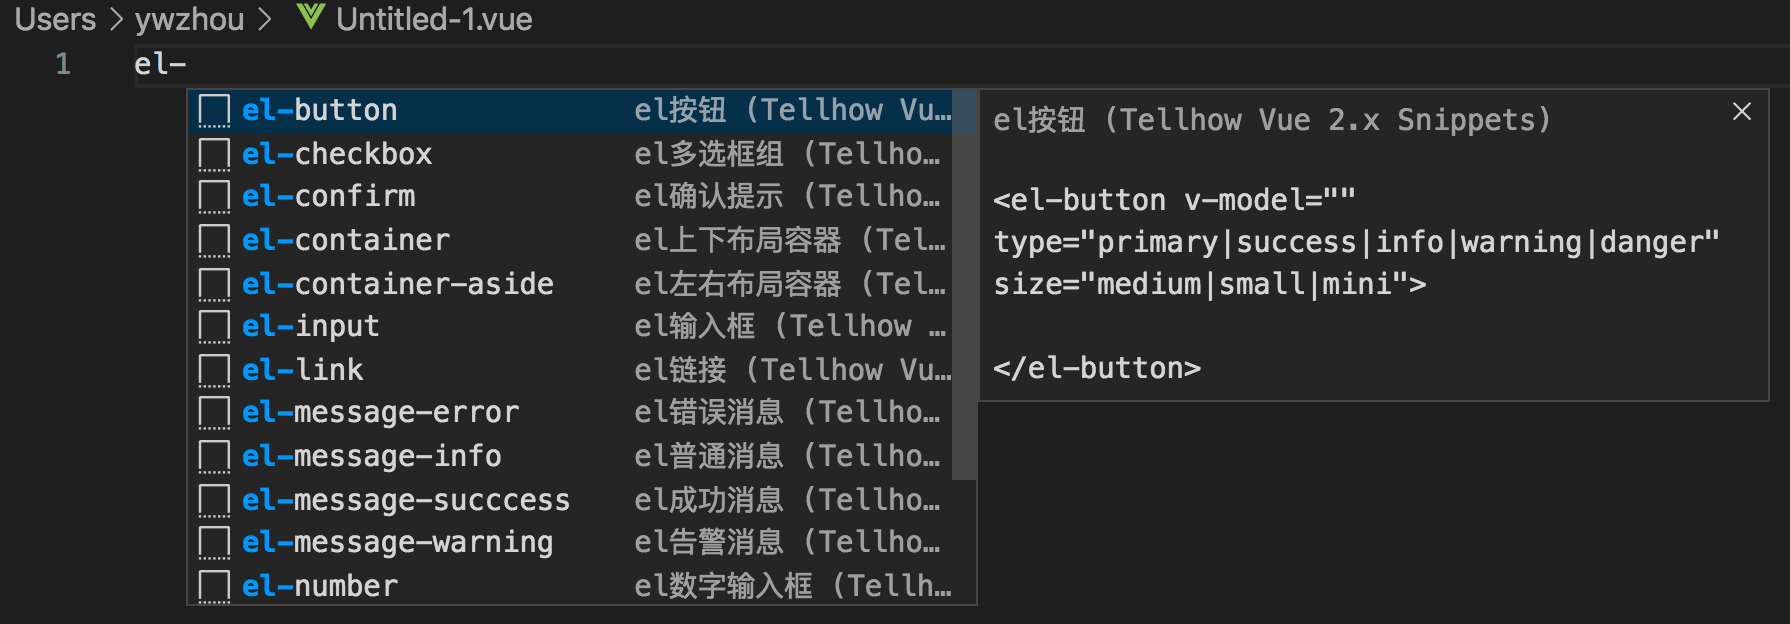 Users > ywzhou > Untitled-1.vue
1 el-
el-button el按钮 (Tellhow Vu…
el-checkbox el多选框组 (Tellho…
el-confirm el确认提示 (Tellho…
el-container el上下布局容器 (Tel…
el-container-aside el左右布局容器 (Tel…
el-input el输入框 (Tellhow …
el-link el链接 (Tellhow Vu…
el-message-error el错误消息 (Tellho…
el-message-info el普通消息 (Tellho…
el-message-succcess el成功消息 (Tellho…
el-message-warning el告警消息 (Tellho…
el-number el数字输入框 (Tellh…
el按钮 (Tellhow Vue 2.x Snippets)
<el-button v-model=""
type="primary|success|info|warning|danger"
size="medium|small|mini">
</el-button>